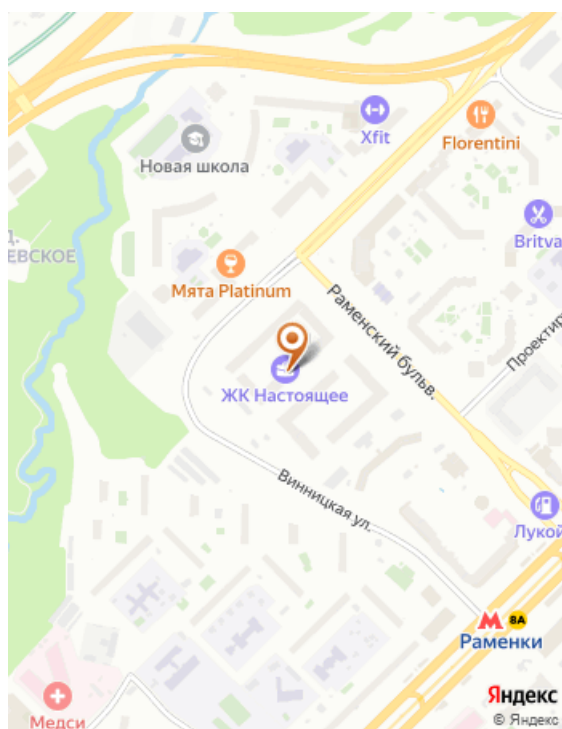 Xfit
Florentini
Новая школа
Д.
ЕВСКОЕ
Britva
Мята Platinum
Раменский бульв.
Проектир
ЖК Настоящее
Винницкая ул.
Лукой
М 8А
Раменки
Медси
Яндекс
© Яндекс